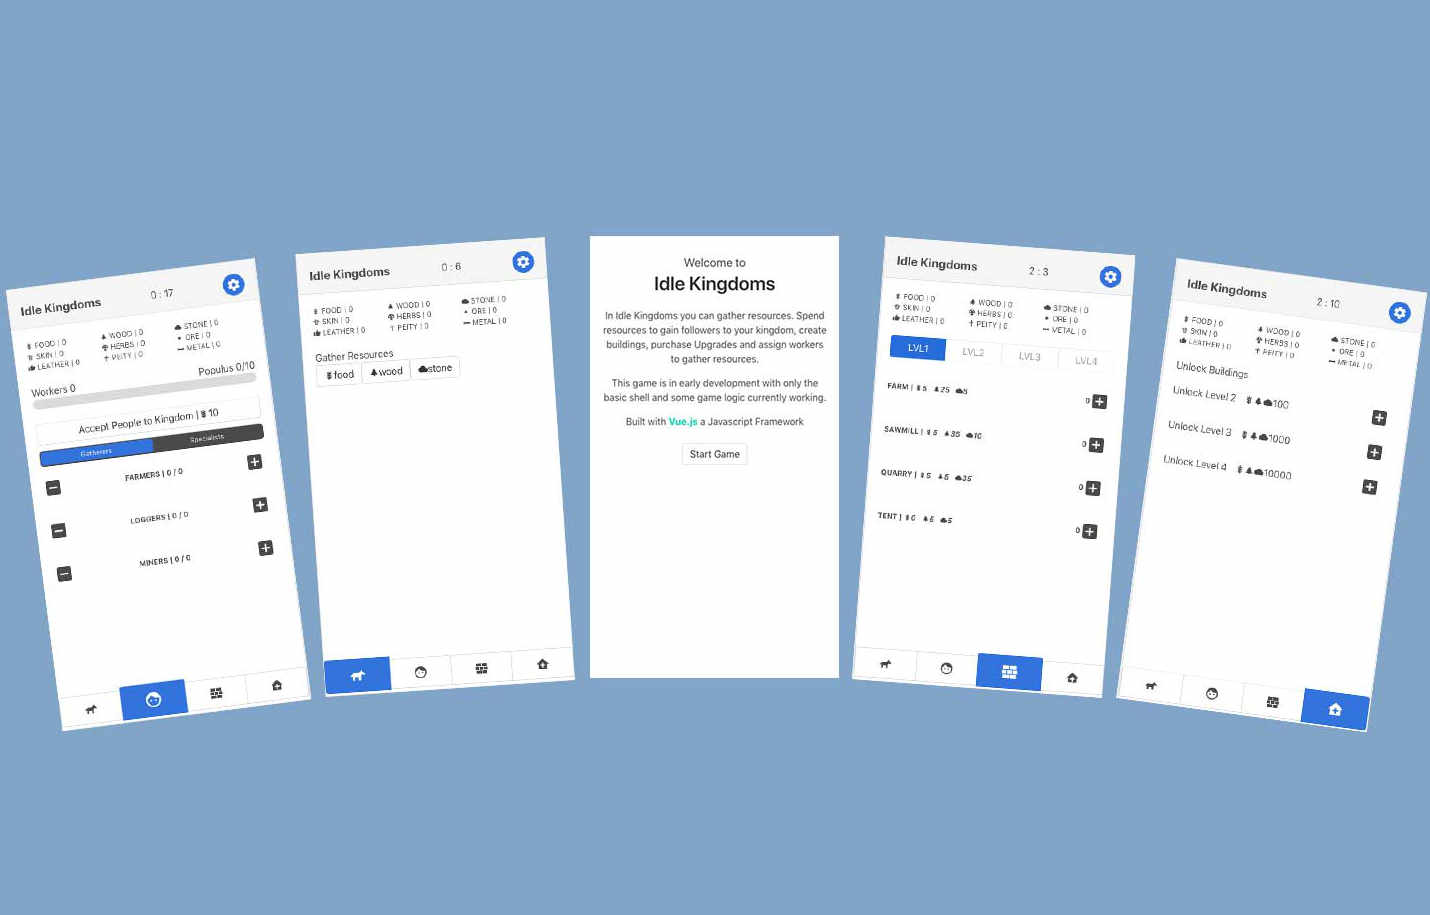 Idle Kingdoms 0 : 17
FOOD | 0 WOOD | 0 STONE | 0
SKIN | 0 HERBS | 0 ORE | 0
LEATHER | 0 PEITY | 0 METAL | 0
Workers 0 Populus 0/10
Accept People to Kingdom | 10
Gatherers Specialists
FARMERS | 0 / 0
LOGGERS | 0 / 0
MINERS | 0 / 0
Idle Kingdoms 0 : 6
FOOD | 0 WOOD | 0 STONE | 0
SKIN | 0 HERBS | 0 ORE | 0
LEATHER | 0 PEITY | 0 METAL | 0
Gather Resources
food wood stone
Welcome to
Idle Kingdoms
In Idle Kingdoms you can gather resources. Spend
resources to gain followers to your kingdom, create
buildings, purchase Upgrades and assign workers
to gather resources.
This game is in early development with only the
basic shell and some game logic currently working.
Built with Vue.js a Javascript Framework
Start Game
Idle Kingdoms 2 : 3
FOOD | 0 WOOD | 0 STONE | 0
SKIN | 0 HERBS | 0 ORE | 0
LEATHER | 0 PEITY | 0 METAL | 0
LVL1 LVL2 LVL3 LVL4
FARM | 5 25 5 0
SAWMILL | 5 35 10 0
QUARRY | 5 5 35 0
TENT | 0 5 5 0
Idle Kingdoms 2 : 10
FOOD | 0 WOOD | 0 STONE | 0
SKIN | 0 HERBS | 0 ORE | 0
LEATHER | 0 PEITY | 0 METAL | 0
Unlock Buildings
Unlock Level 2 100
Unlock Level 3 1000
Unlock Level 4 10000